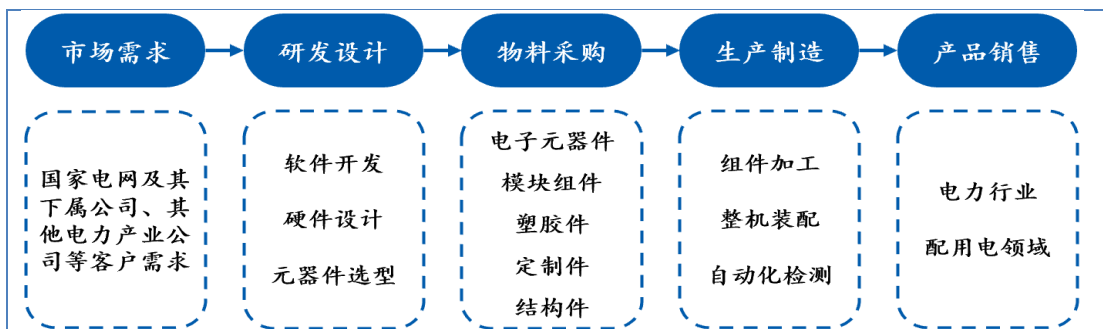 市场需求
研发设计
物料采购
生产制造
产品销售
国家电网及其
下属公司、其
他电力产业公
司等客户需求
软件开发
硬件设计
元器件选型
电子元器件
模块组件
塑胶件
定制件
结构件
组件加工
整机装配
自动化检测
电力行业
配用电领域